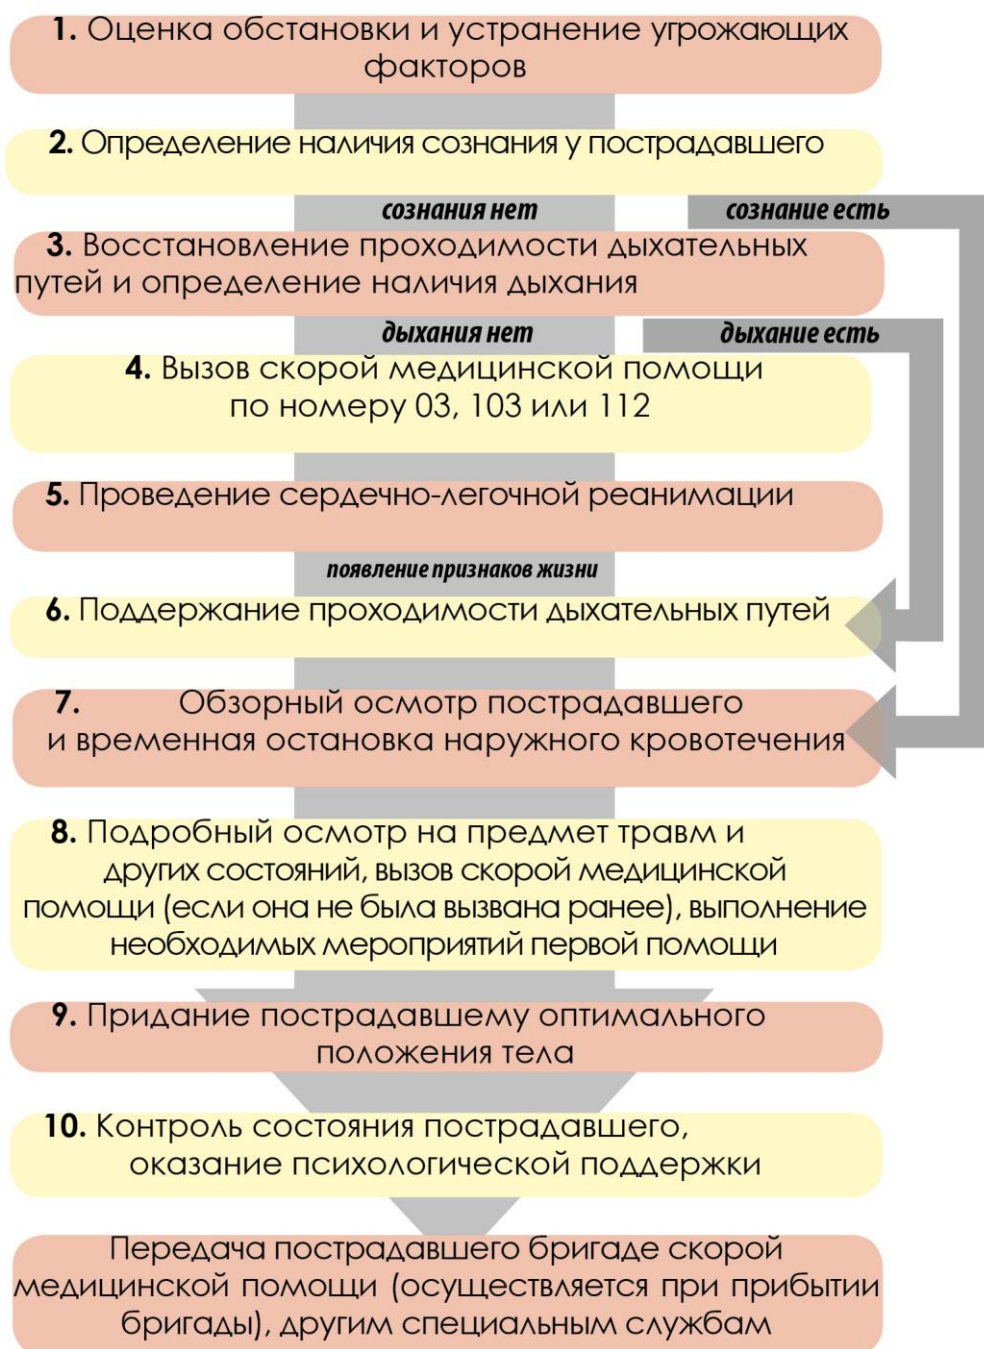 1. Оценка обстановки и устранение угрожающих
факторов
2. Определение наличия сознания у пострадавшего
сознания нет
сознание есть
3. Восстановление проходимости дыхательных
путей и определение наличия дыхания
дыхания нет
дыхание есть
4. Вызов скорой медицинской помощи
по номеру 03, 103 или 112
5. Проведение сердечно-легочной реанимации
появление признаков жизни
6. Поддержание проходимости дыхательных путей
7. Обзорный осмотр пострадавшего
и временная остановка наружного кровотечения
8. Подробный осмотр на предмет травм и
других состояний, вызов скорой медицинской
помощи (если она не была вызвана ранее), выполнение
необходимых мероприятий первой помощи
9. Придание пострадавшему оптимального
положения тела
10. Контроль состояния пострадавшего,
оказание психологической поддержки
Передача пострадавшего бригаде скорой
медицинской помощи (осуществляется при прибытии
бригады), другим специальным службам